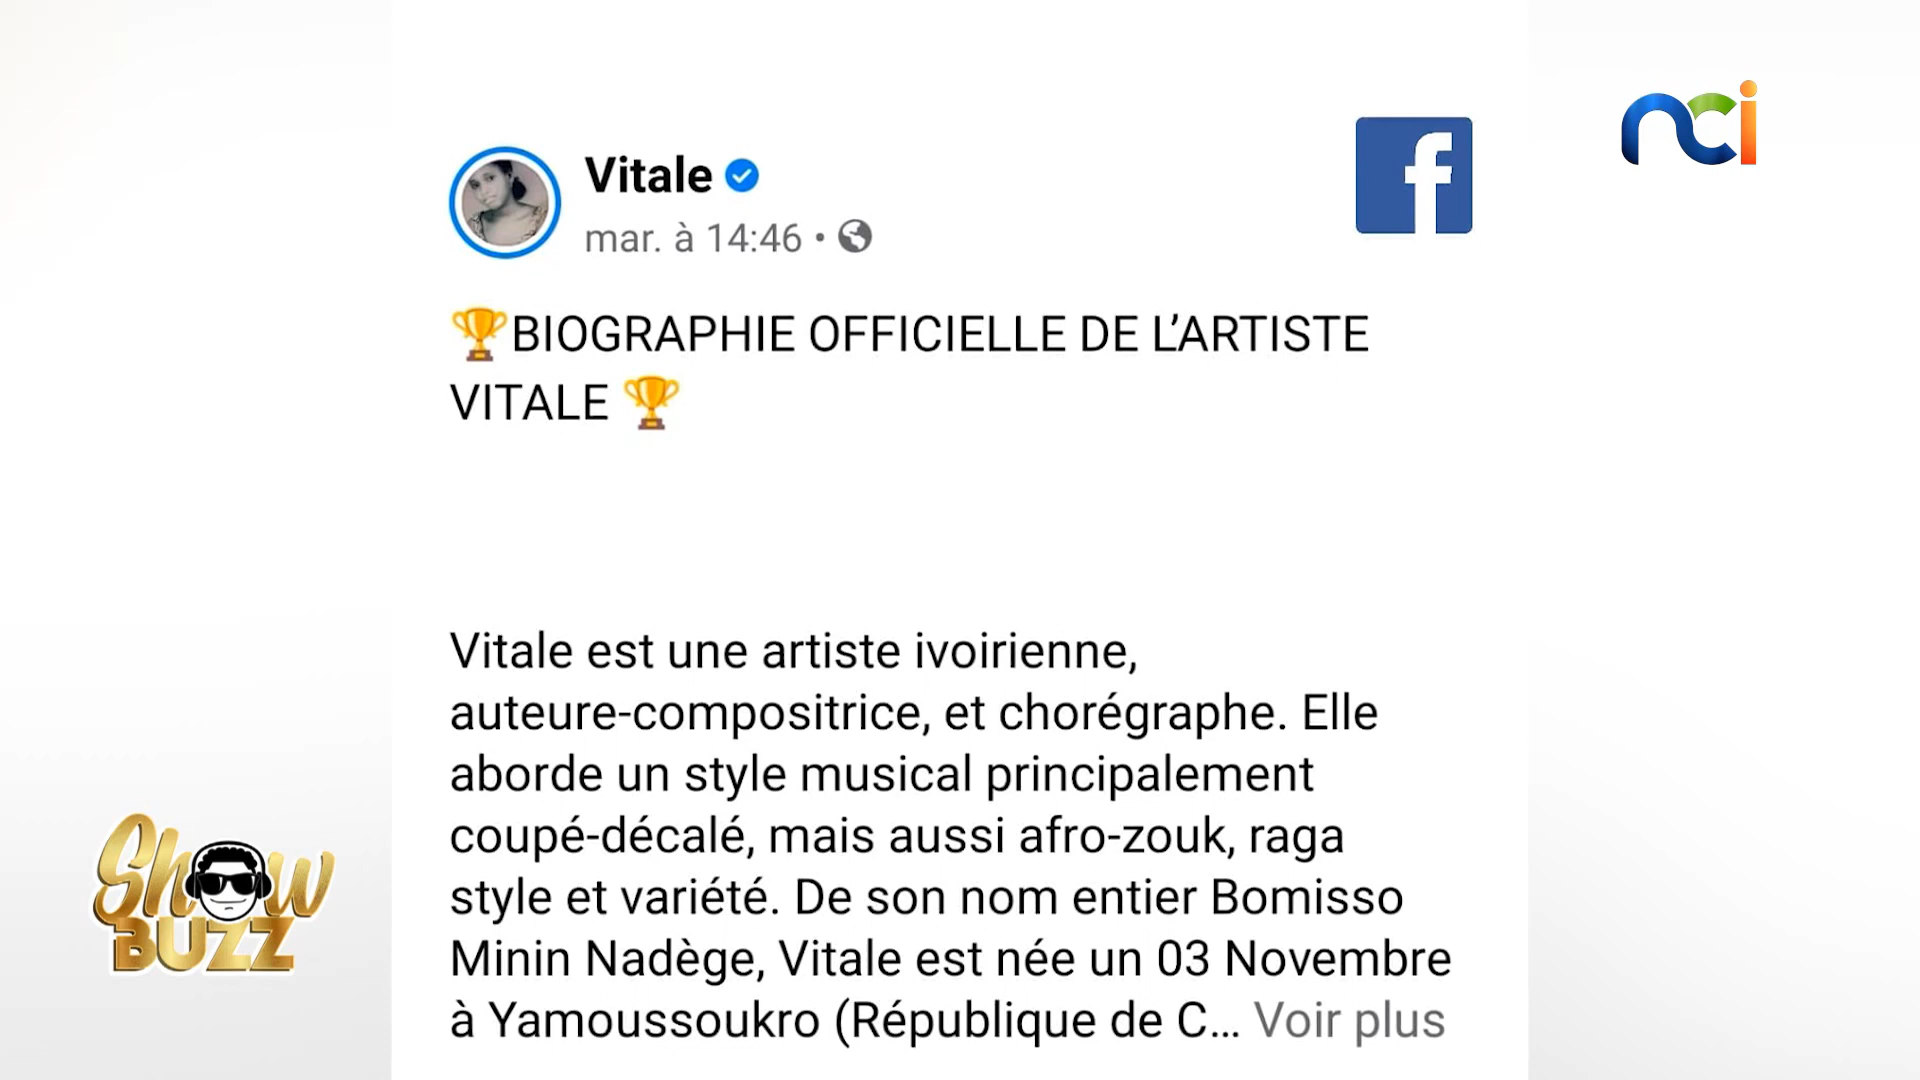 nci
Vitale
mar. à 14:46 •
🏆BIOGRAPHIE OFFICIELLE DE L’ARTISTE
VITALE 🏆
Vitale est une artiste ivoirienne,
auteure-compositrice, et chorégraphe. Elle
aborde un style musical principalement
coupé-décalé, mais aussi afro-zouk, raga
style et variété. De son nom entier Bomisso
Minin Nadège, Vitale est née un 03 Novembre
à Yamoussoukro (République de C... Voir plus
Show
BUZZ